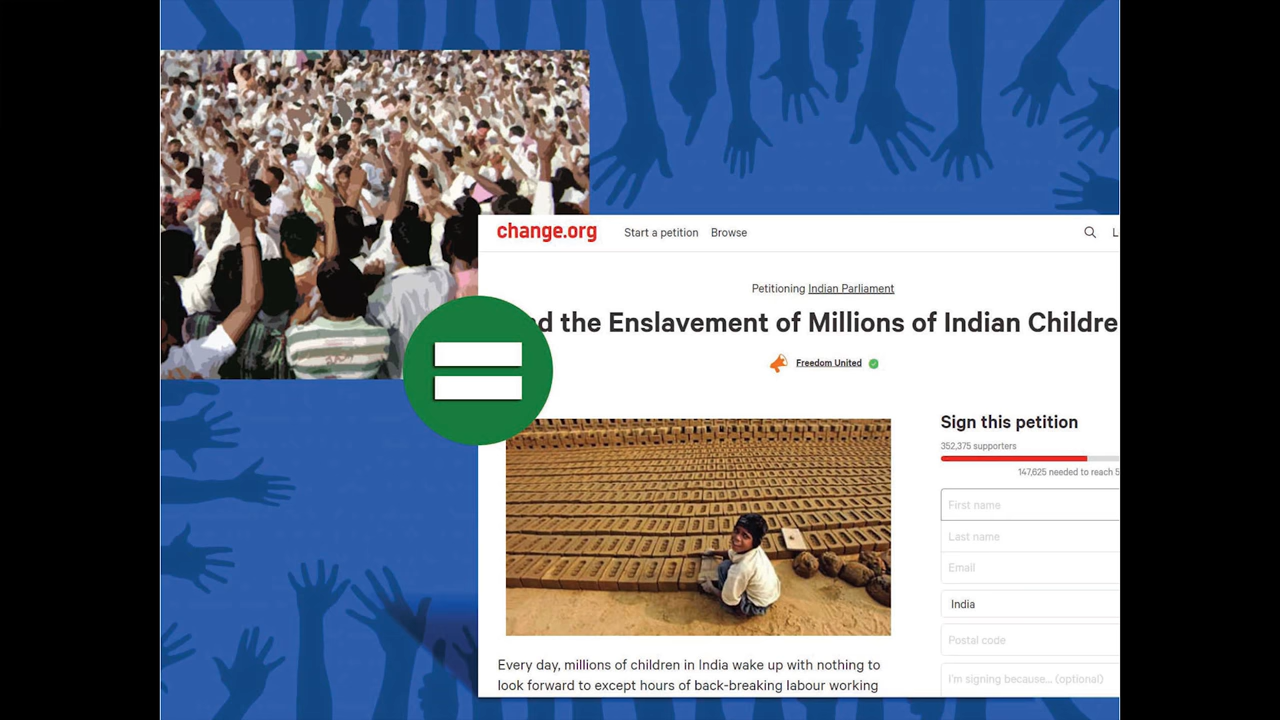 change.org
Start a petition Browse
L
Petitioning Indian Parliament
d the Enslavement of Millions of Indian Childre
Freedom United
Sign this petition
352,375 supporters
147,625 needed to reach 5
First name
Last name
Email
India
Postal code
I'm signing because... (optional)
Every day, millions of children in India wake up with nothing to
look forward to except hours of back-breaking labour working